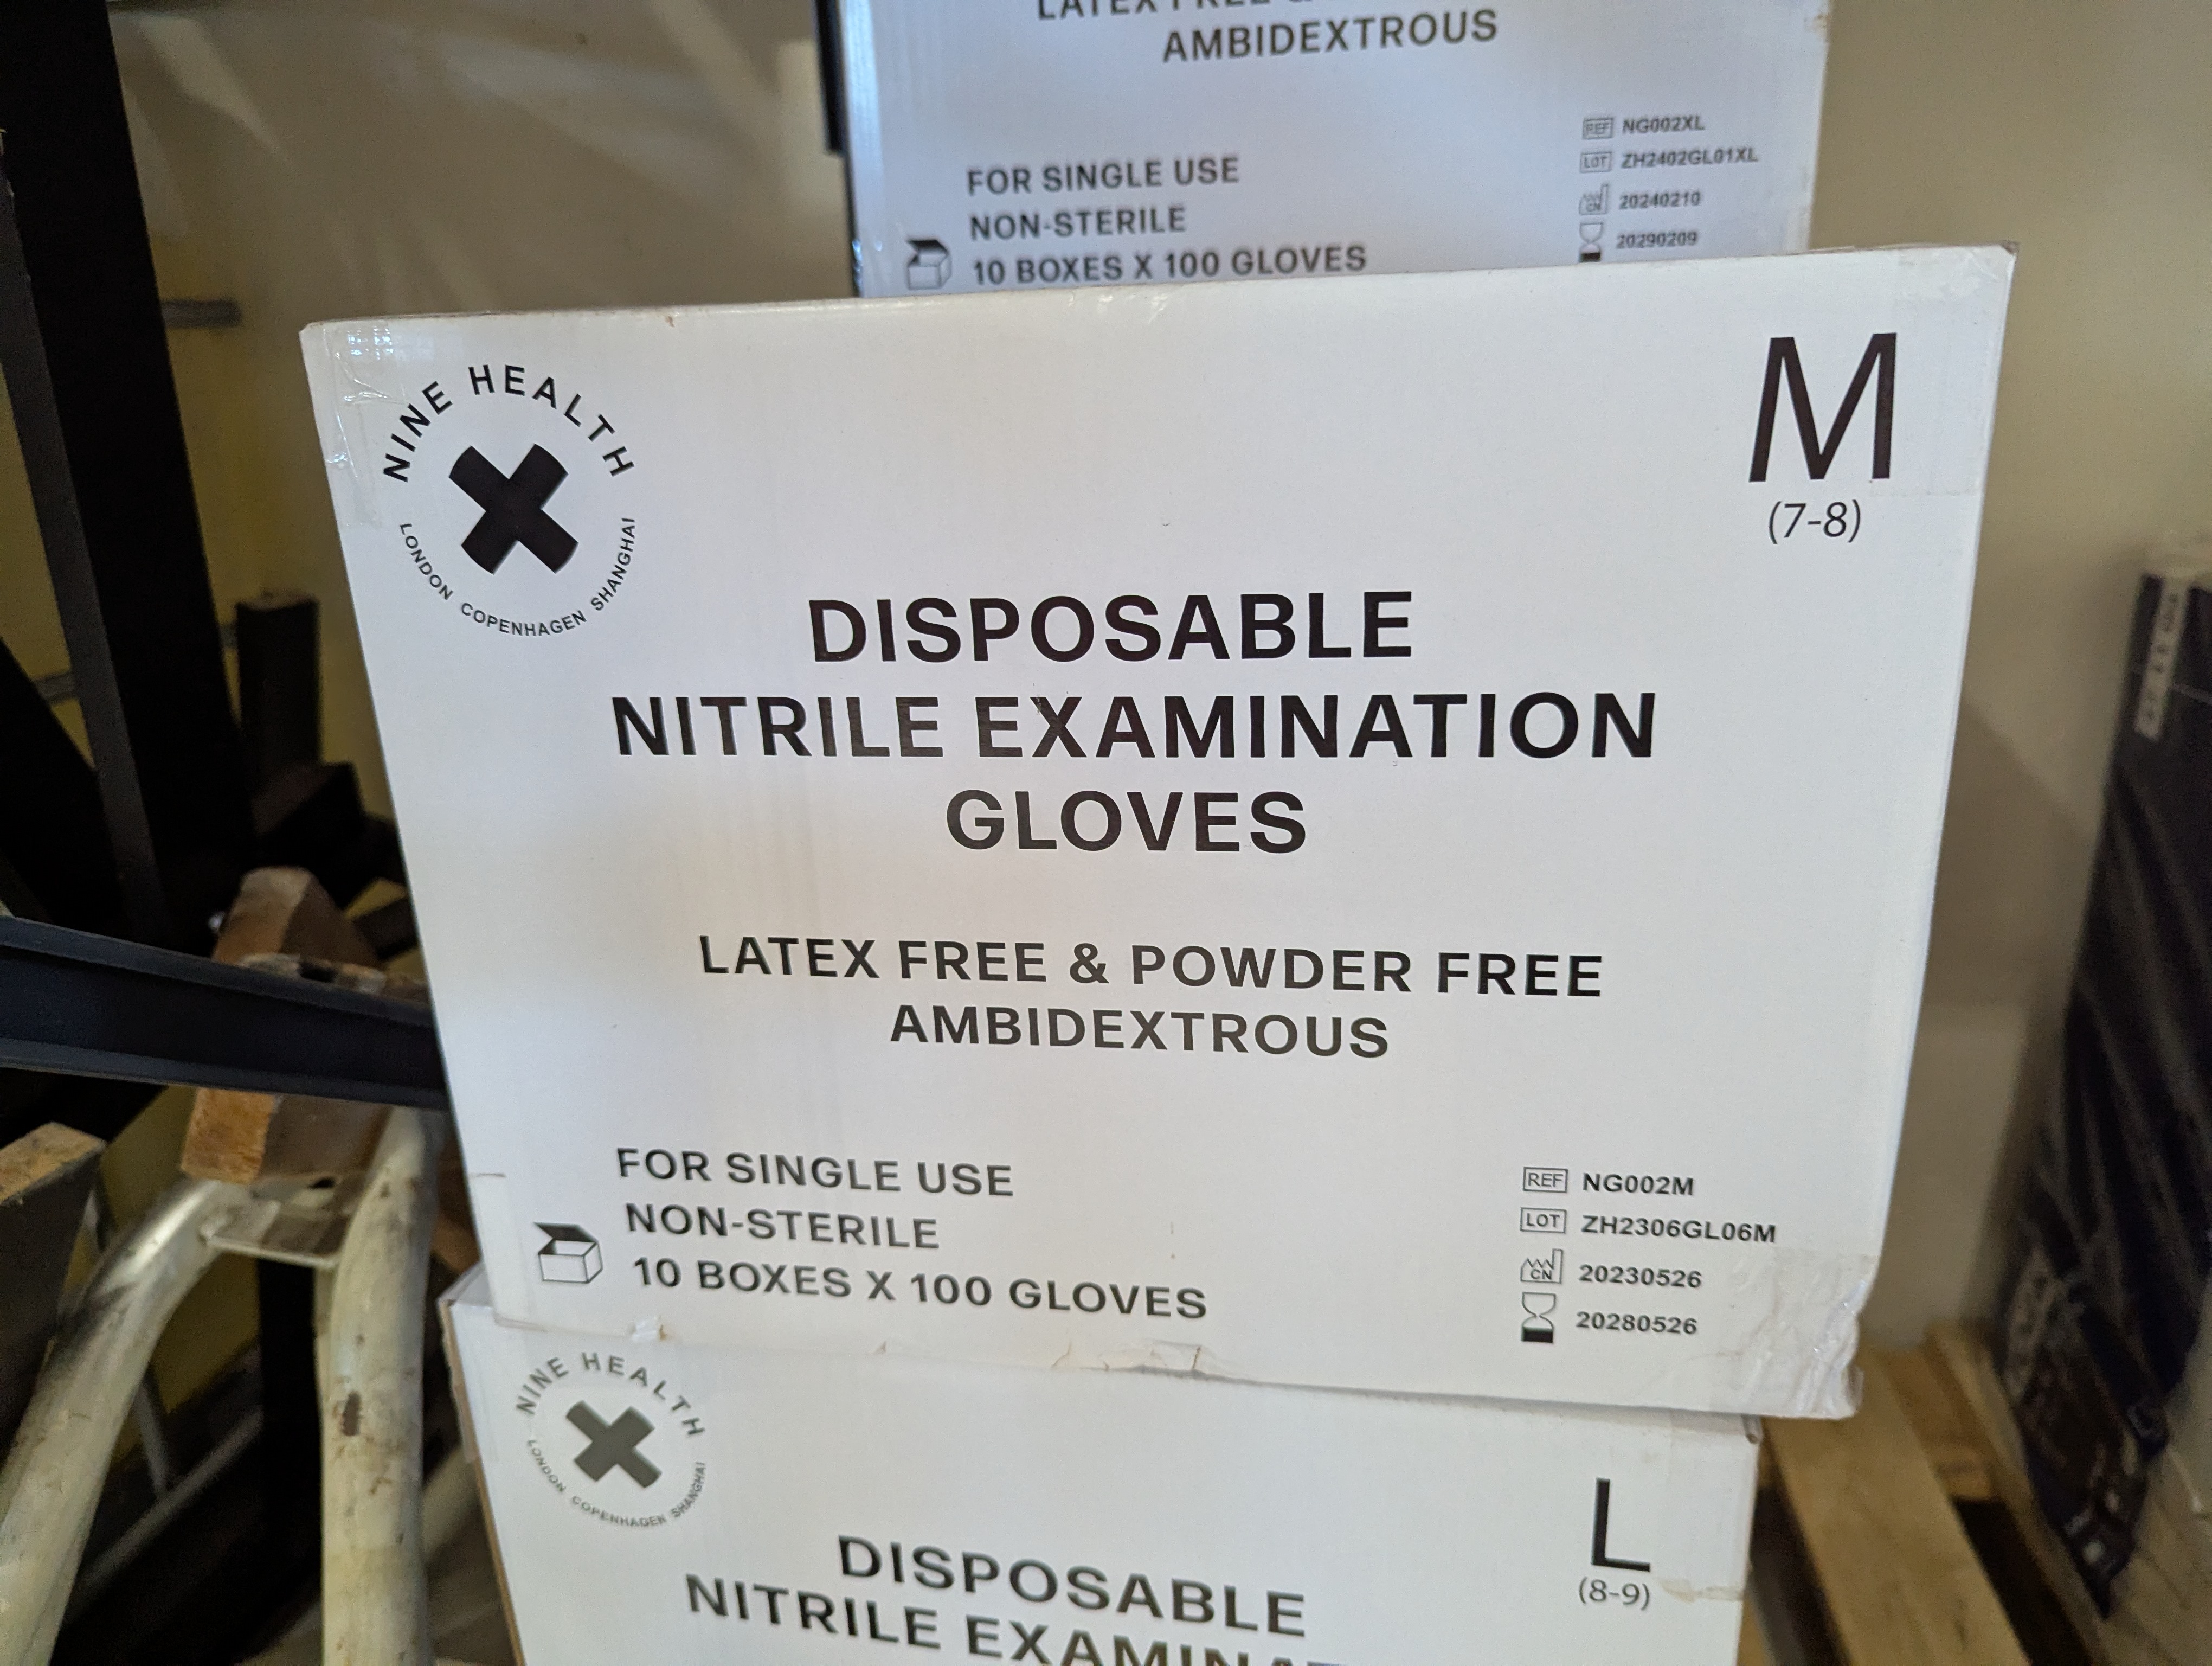 AMBIDEXTROUS
FOR SINGLE USE
NON-STERILE
10 BOXES X 100 GLOVES
REF NG002XL
LOT ZH2402GL01XL
CN 20240210
20290209
NINE HEALTH
LONDON COPENHAGEN SHANGHAI
M
(7-8)
DISPOSABLE
NITRILE EXAMINATION
GLOVES
LATEX FREE & POWDER FREE
AMBIDEXTROUS
FOR SINGLE USE
NON-STERILE
10 BOXES X 100 GLOVES
REF NG002M
LOT ZH2306GL06M
CN 20230526
20280526
NINE HEALTH
LONDON COPENHAGEN SHANGHAI
L
(8-9)
DISPOSABLE
NITRILE